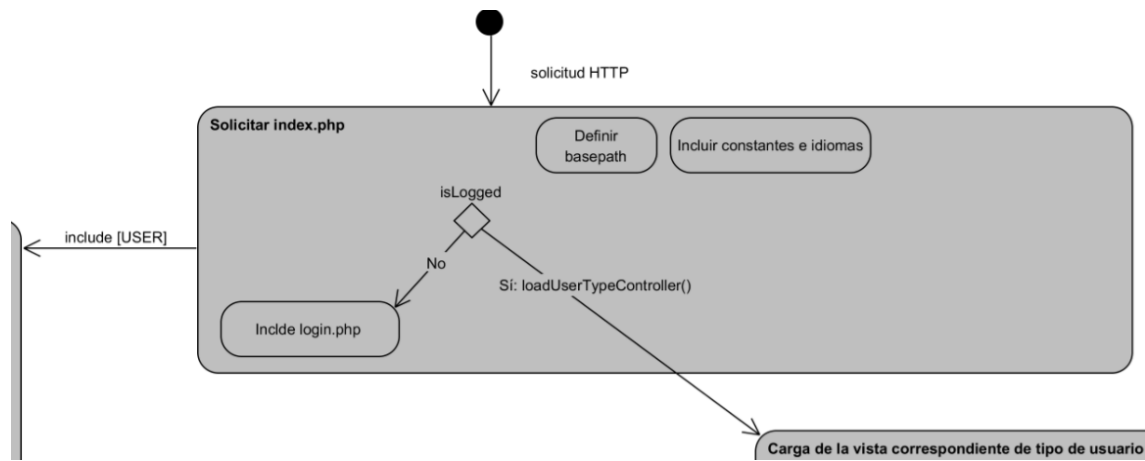 solicitud HTTP
Solicitar index.php
Definir
basepath
Incluir constantes e idiomas
isLogged
include [USER]
No
Sí: loadUserTypeController()
Inclde login.php
Carga de la vista correspondiente de tipo de usuario